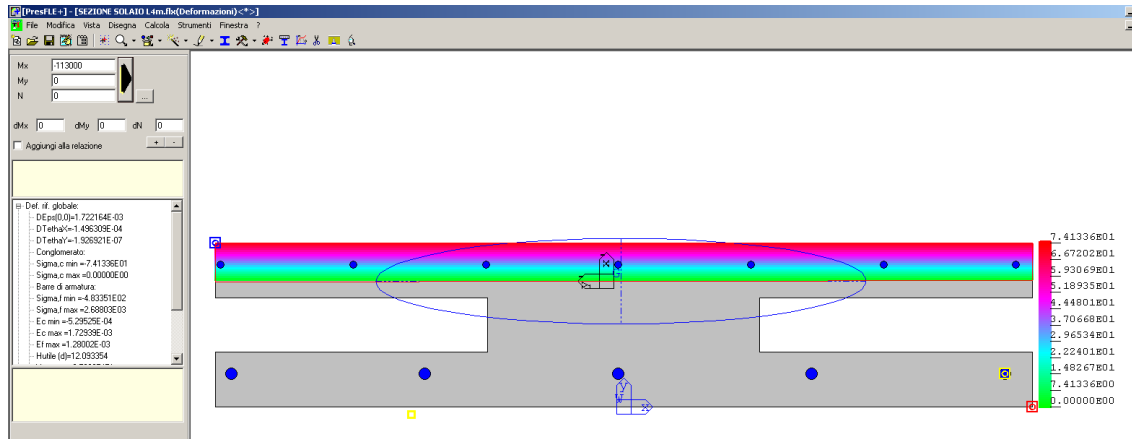 [PresFLE+] - [SEZIONE SOLAIO L4m.flx(Deformazioni)<*>]
File Modifica Vista Disegna Calcola Strumenti Finestra ?
Mx -113000
My 0
N 0
...
dMx 0 dMy 0 dN 0
Aggiungi alla relazione + -
Def. rif. globale:
DEps(0,0)=1.722164E-03
DTethaX=-1.496309E-04
DTethaY=-1.926921E-07
Conglomerato:
Sigma,c min =-7.41336E01
Sigma,c max =0.00000E00
Barre di armatura:
Sigma,f min =-4.83351E02
Sigma,f max =2.68803E03
Ec min =-5.29525E-04
Ec max =1.72939E-03
Ef max =1.28002E-03
Hutile (d)=12.093354
7.41336E01
6.67202E01
5.93069E01
5.18935E01
4.44801E01
3.70668E01
2.96534E01
2.22401E01
1.48267E01
7.41336E00
0.00000E00
x
y
x